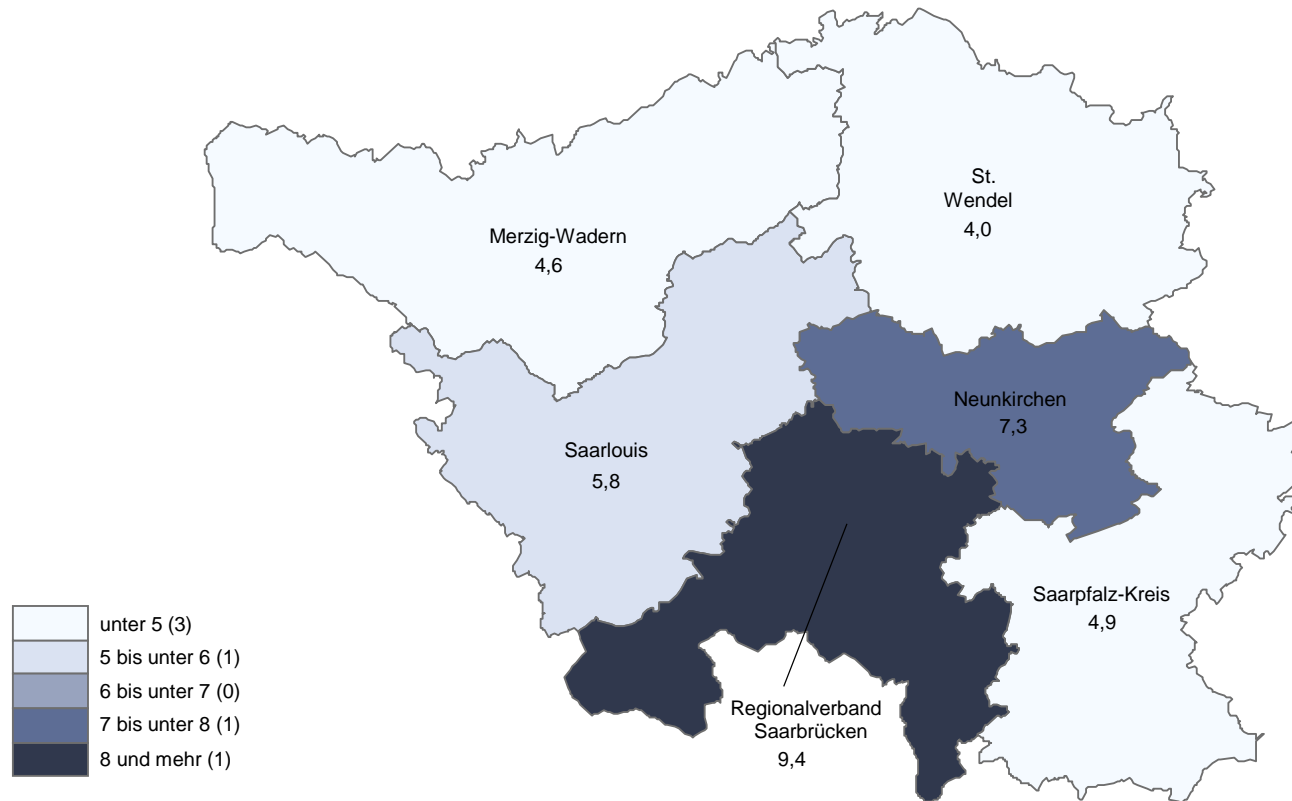 St.
Wendel
4,0
Merzig-Wadern
4,6
Neunkirchen
7,3
Saarlouis
5,8
Saarpfalz-Kreis
4,9
Regionalverband
Saarbrücken
9,4
unter 5 (3)
5 bis unter 6 (1)
6 bis unter 7 (0)
7 bis unter 8 (1)
8 und mehr (1)